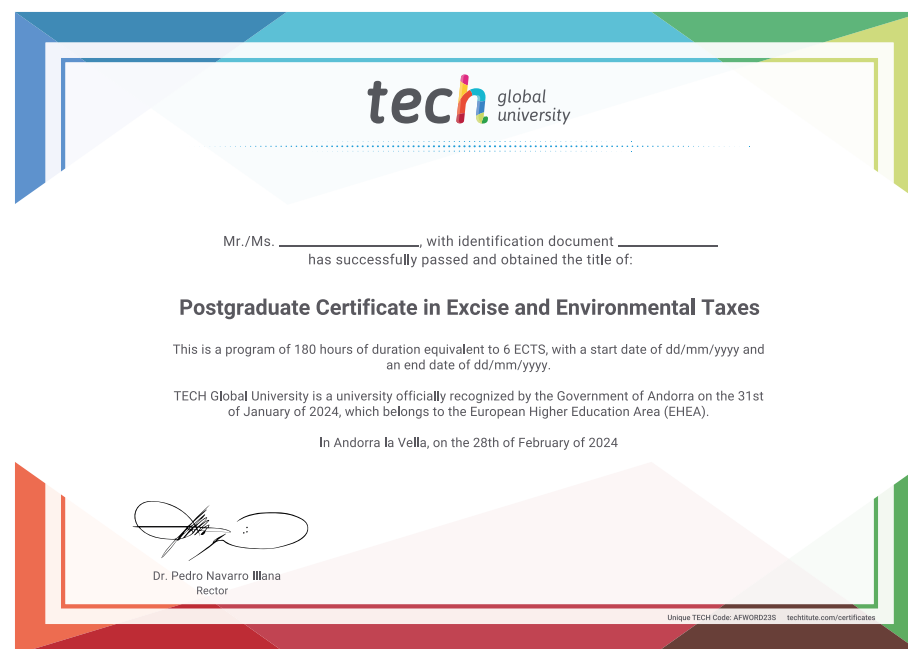 tech global
university
Mr./Ms. ____________, with identification document ____________
has successfully passed and obtained the title of:
Postgraduate Certificate in Excise and Environmental Taxes
This is a program of 180 hours of duration equivalent to 6 ECTS, with a start date of dd/mm/yyyy and
an end date of dd/mm/yyyy.
TECH Global University is a university officially recognized by the Government of Andorra on the 31st
of January of 2024, which belongs to the European Higher Education Area (EHEA).
In Andorra la Vella, on the 28th of February of 2024
Dr. Pedro Navarro Illana
Rector
Unique TECH Code: AFWORD23S techtitute.com/certificates